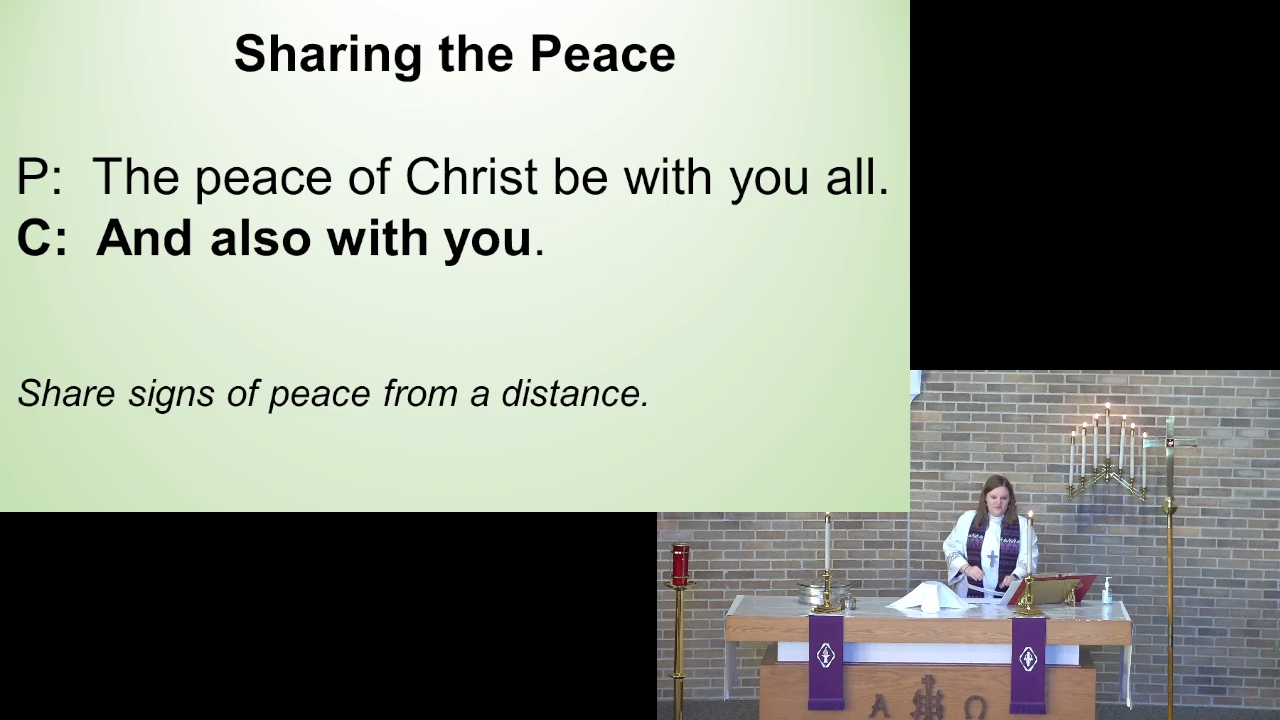 Sharing the Peace
P: The peace of Christ be with you all.
C: And also with you.
Share signs of peace from a distance.
Α Ω